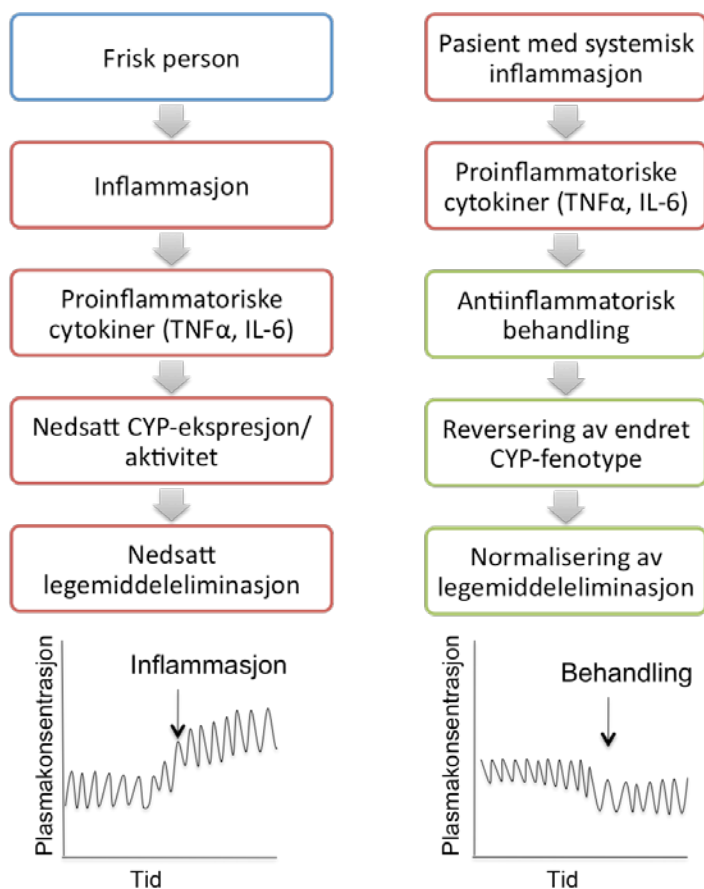 Frisk person
Inflammasjon
Proinflammatoriske
cytokiner (TNFα, IL-6)
Nedsatt CYP-ekspresjon/
aktivitet
Nedsatt
legemiddeleliminasjon
Plasmakonsentrasjon
Inflammasjon
Tid
Pasient med systemisk
inflammasjon
Proinflammatoriske
cytokiner (TNFα, IL-6)
Antiinflammatorisk
behandling
Reversering av endret
CYP-fenotype
Normalisering av
legemiddeleliminasjon
Plasmakonsentrasjon
Behandling
Tid